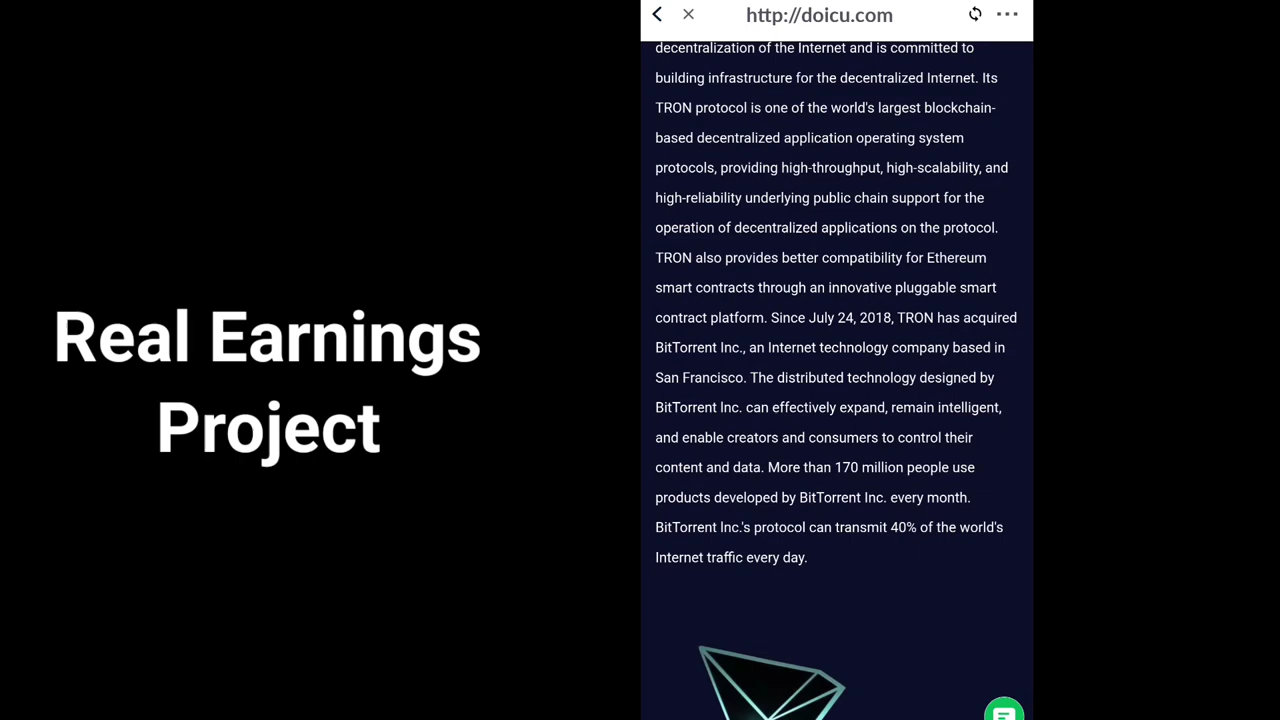 Real Earnings
Project
http://doicu.com
decentralization of the Internet and is committed to
building infrastructure for the decentralized Internet. Its
TRON protocol is one of the world's largest blockchain-
based decentralized application operating system
protocols, providing high-throughput, high-scalability, and
high-reliability underlying public chain support for the
operation of decentralized applications on the protocol.
TRON also provides better compatibility for Ethereum
smart contracts through an innovative pluggable smart
contract platform. Since July 24, 2018, TRON has acquired
BitTorrent Inc., an Internet technology company based in
San Francisco. The distributed technology designed by
BitTorrent Inc. can effectively expand, remain intelligent,
and enable creators and consumers to control their
content and data. More than 170 million people use
products developed by BitTorrent Inc. every month.
BitTorrent Inc.'s protocol can transmit 40% of the world's
Internet traffic every day.